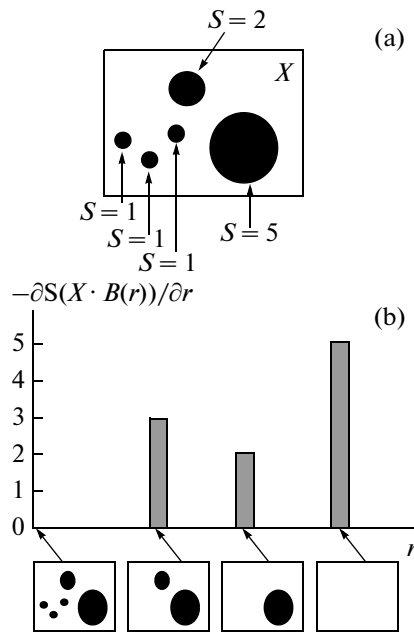 S = 2
(a)
X
S = 1
S = 1
S = 1
S = 5
−∂S(X · B(r))/∂r
(b)
5
4
3
2
1
0
r